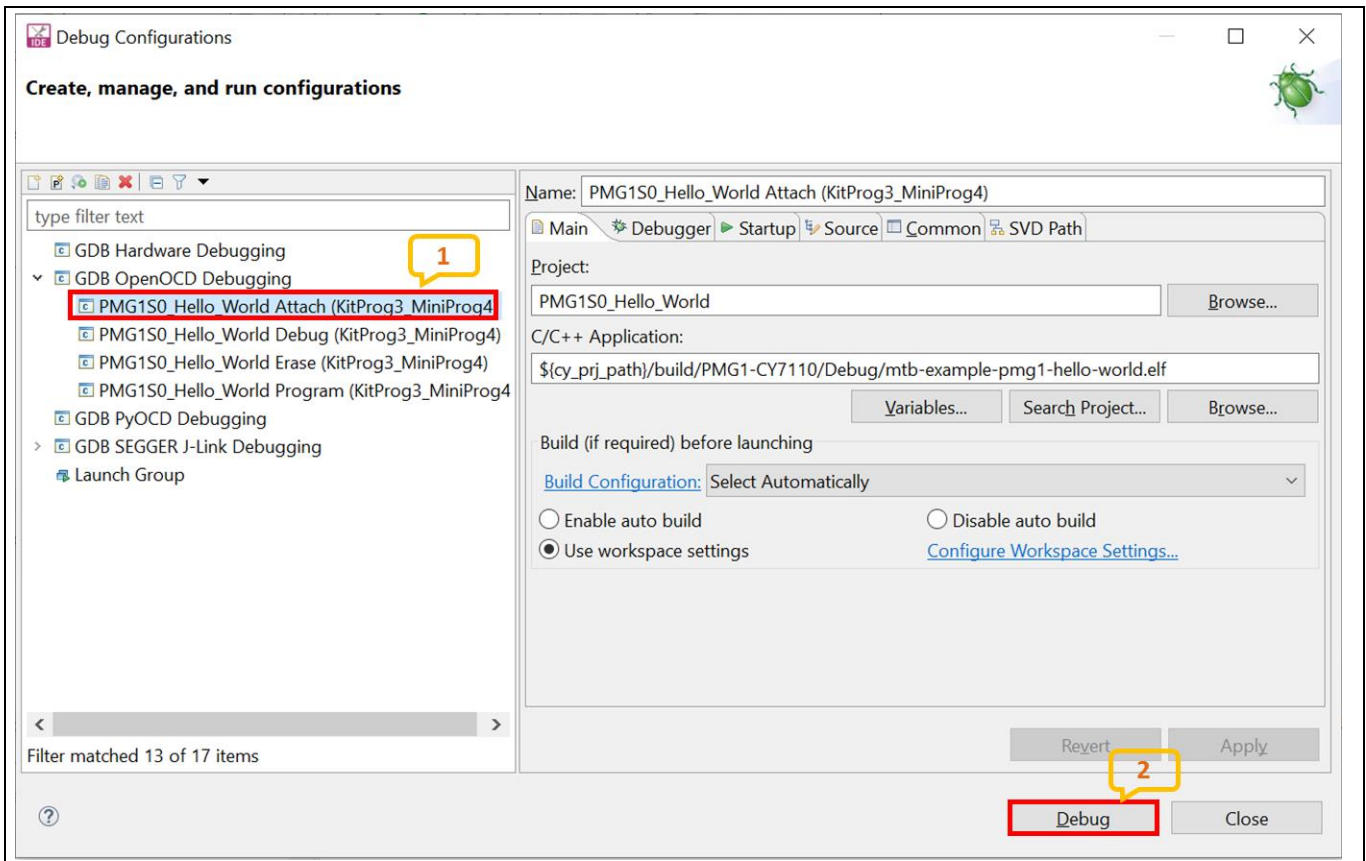 IDE Debug Configurations
Create, manage, and run configurations
type filter text
GDB Hardware Debugging
1
GDB OpenOCD Debugging
PMG1S0_Hello_World Attach (KitProg3_MiniProg4
PMG1S0_Hello_World Debug (KitProg3_MiniProg4)
PMG1S0_Hello_World Erase (KitProg3_MiniProg4)
PMG1S0_Hello_World Program (KitProg3_MiniProg4
GDB PyOCD Debugging
GDB SEGGER J-Link Debugging
Launch Group
Filter matched 13 of 17 items
Name: PMG1S0_Hello_World Attach (KitProg3_MiniProg4)
Main Debugger Startup Source Common SVD Path
Project:
PMG1S0_Hello_World Browse...
C/C++ Application:
${cy_prj_path}/build/PMG1-CY7110/Debug/mtb-example-pmg1-hello-world.elf
Variables... Search Project... Browse...
Build (if required) before launching
Build Configuration: Select Automatically
Enable auto build Disable auto build
Use workspace settings Configure Workspace Settings...
Revert Apply
2
Debug Close